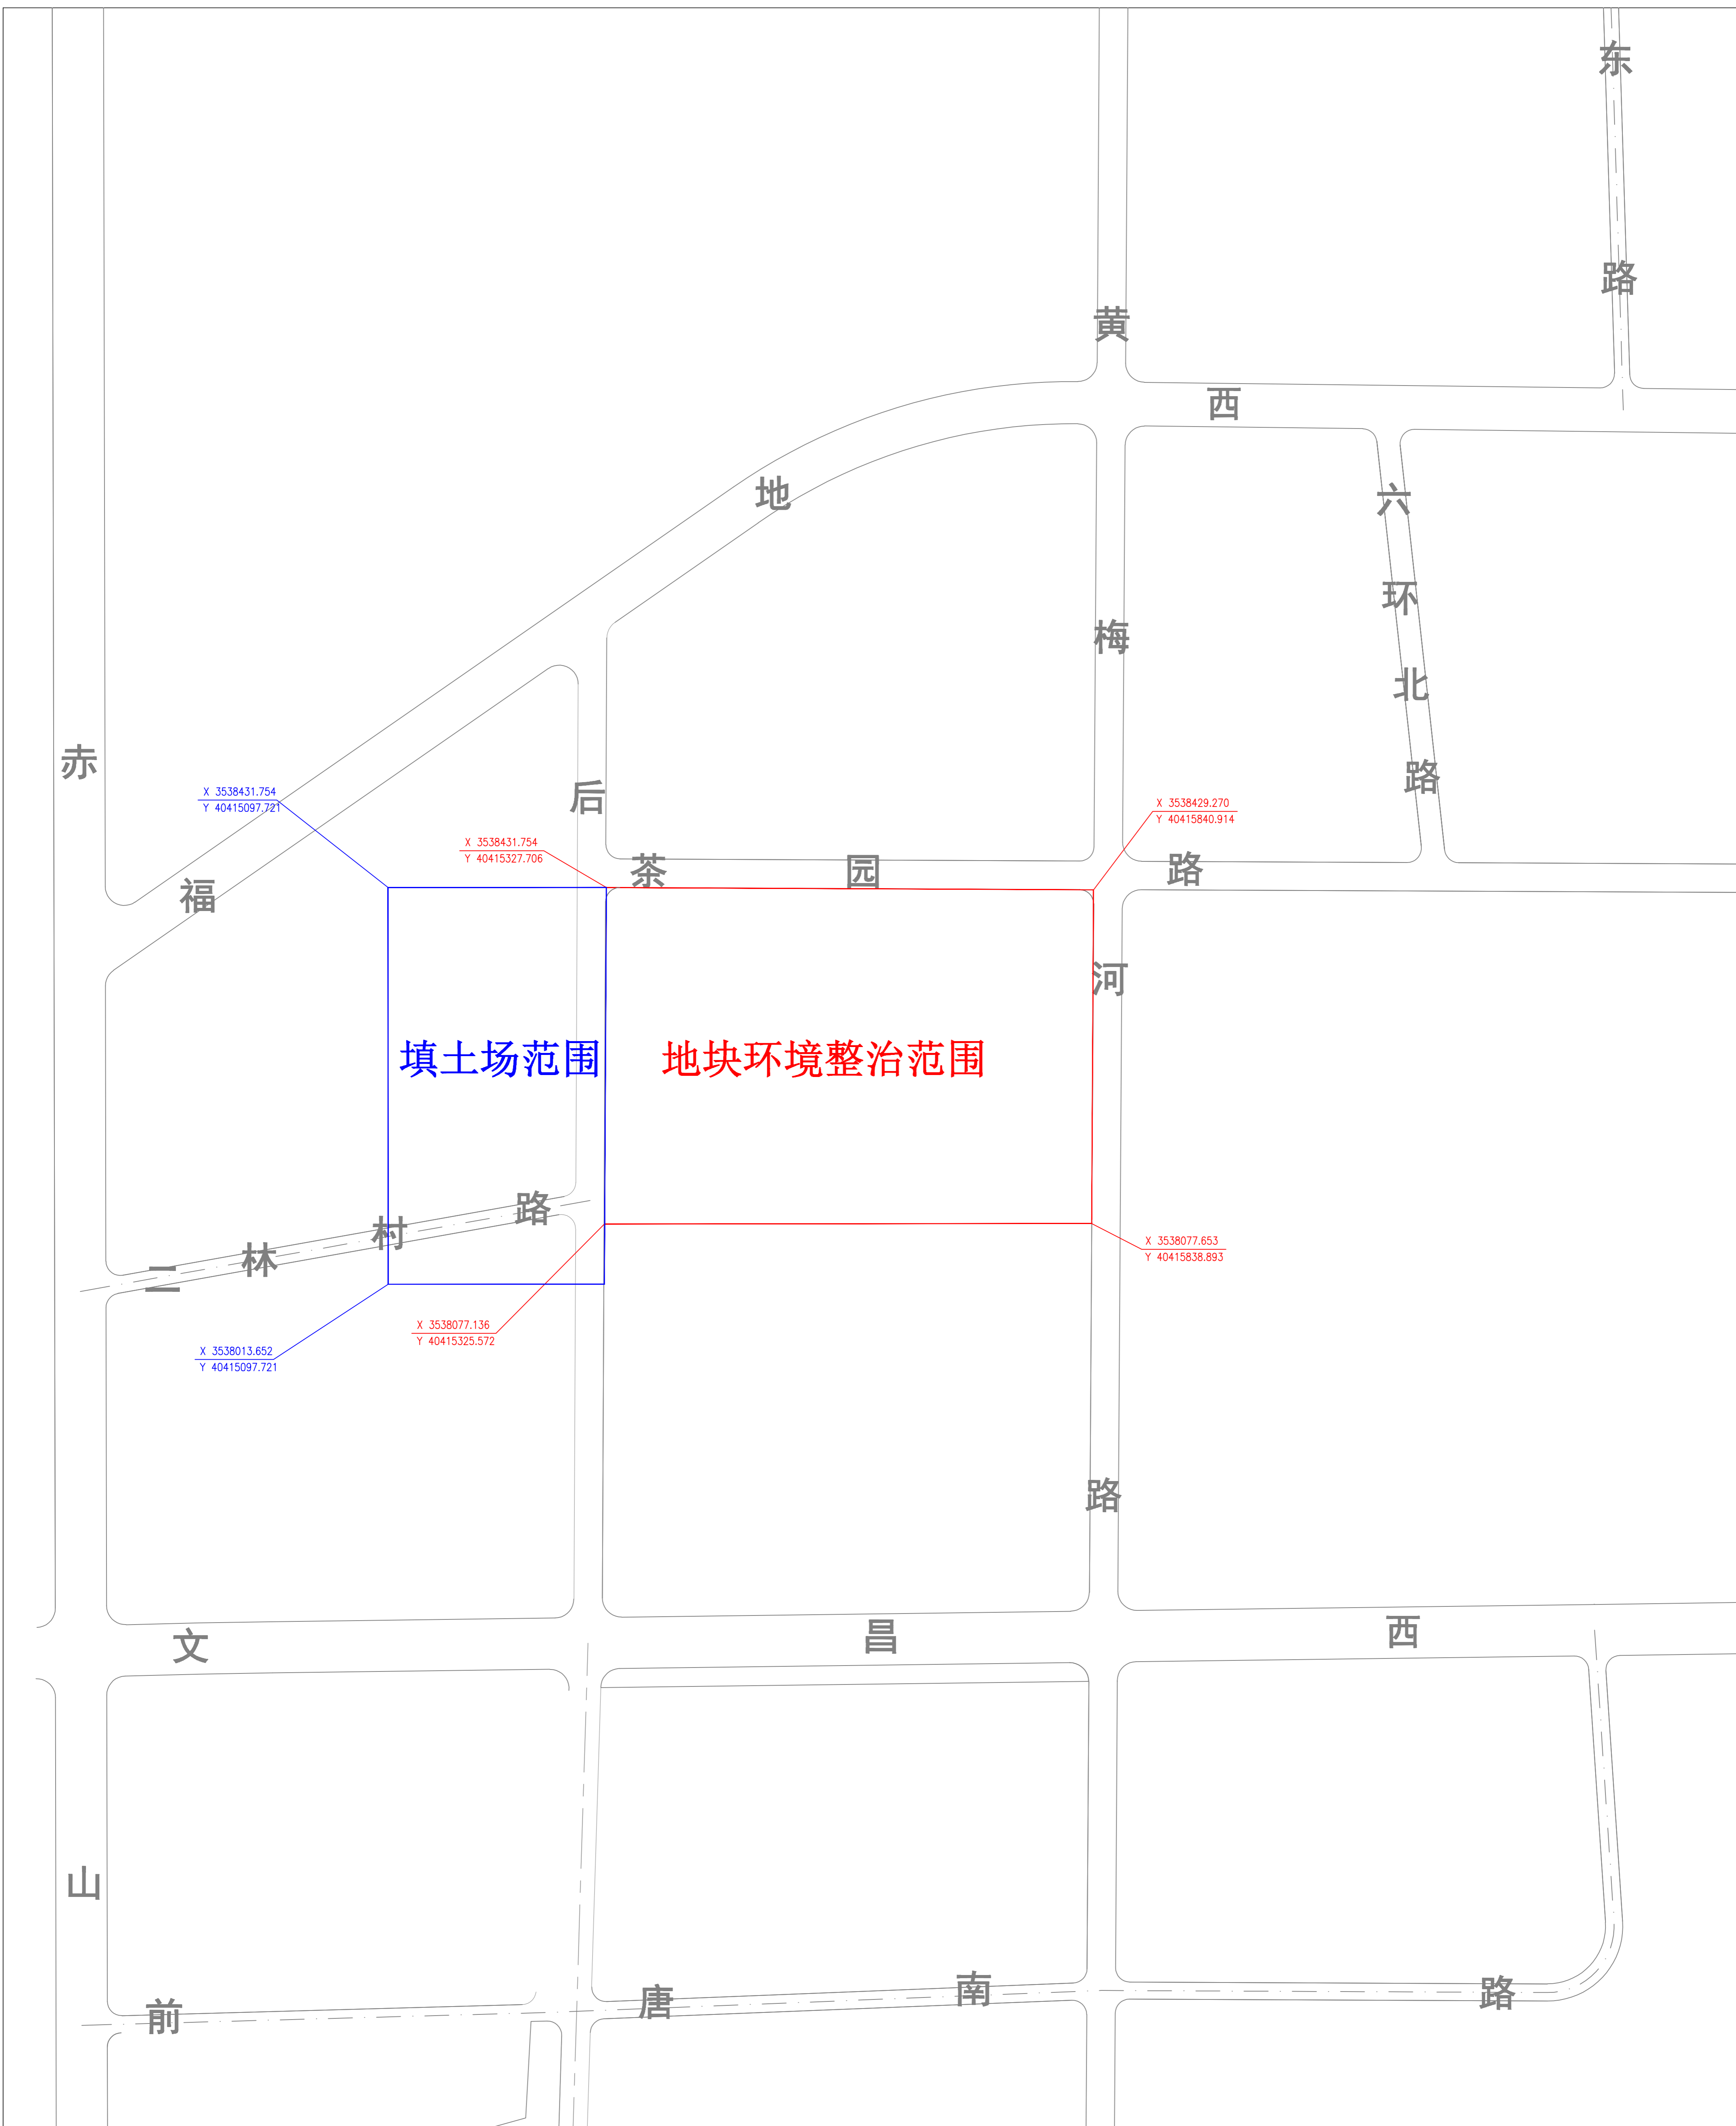 东
路
黄
西
地
六
环
梅
北
赤
路
后
X 3538431.754
Y 40415097.721
X 3538429.270
Y 40415840.914
X 3538431.754
Y 40415327.706
茶 园 路
福
河
填土场范围
地块环境整治范围
二 林 村 路
X 3538077.653
Y 40415838.893
X 3538077.136
Y 40415325.572
X 3538013.652
Y 40415097.721
路
文 昌 西
山
前 唐 南 路